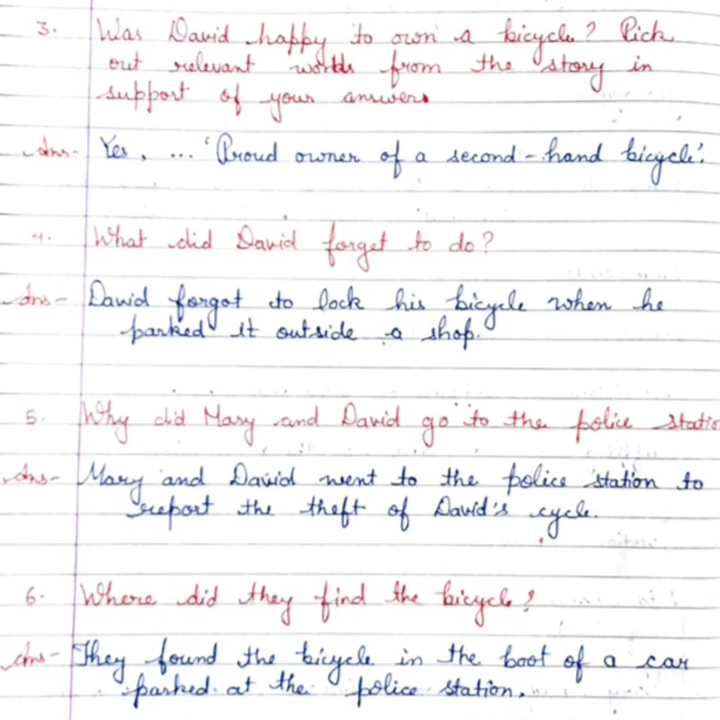 3. Was David happy to own a bicycle? Pick
out relevant words from the story in
support of your answer.
Ans- Yes, ... 'Proud owner of a second-hand bicycle'.
4. What did David forget to do?
Ans- David forgot to lock his bicycle when he
parked it outside a shop.
5. Why did Mary and David go to the police statio
Ans- Mary and David went to the police station to
report the theft of David's cycle.
6. Where did they find the bicycle?
Ans- They found the bicycle in the boot of a car
parked at the police station.